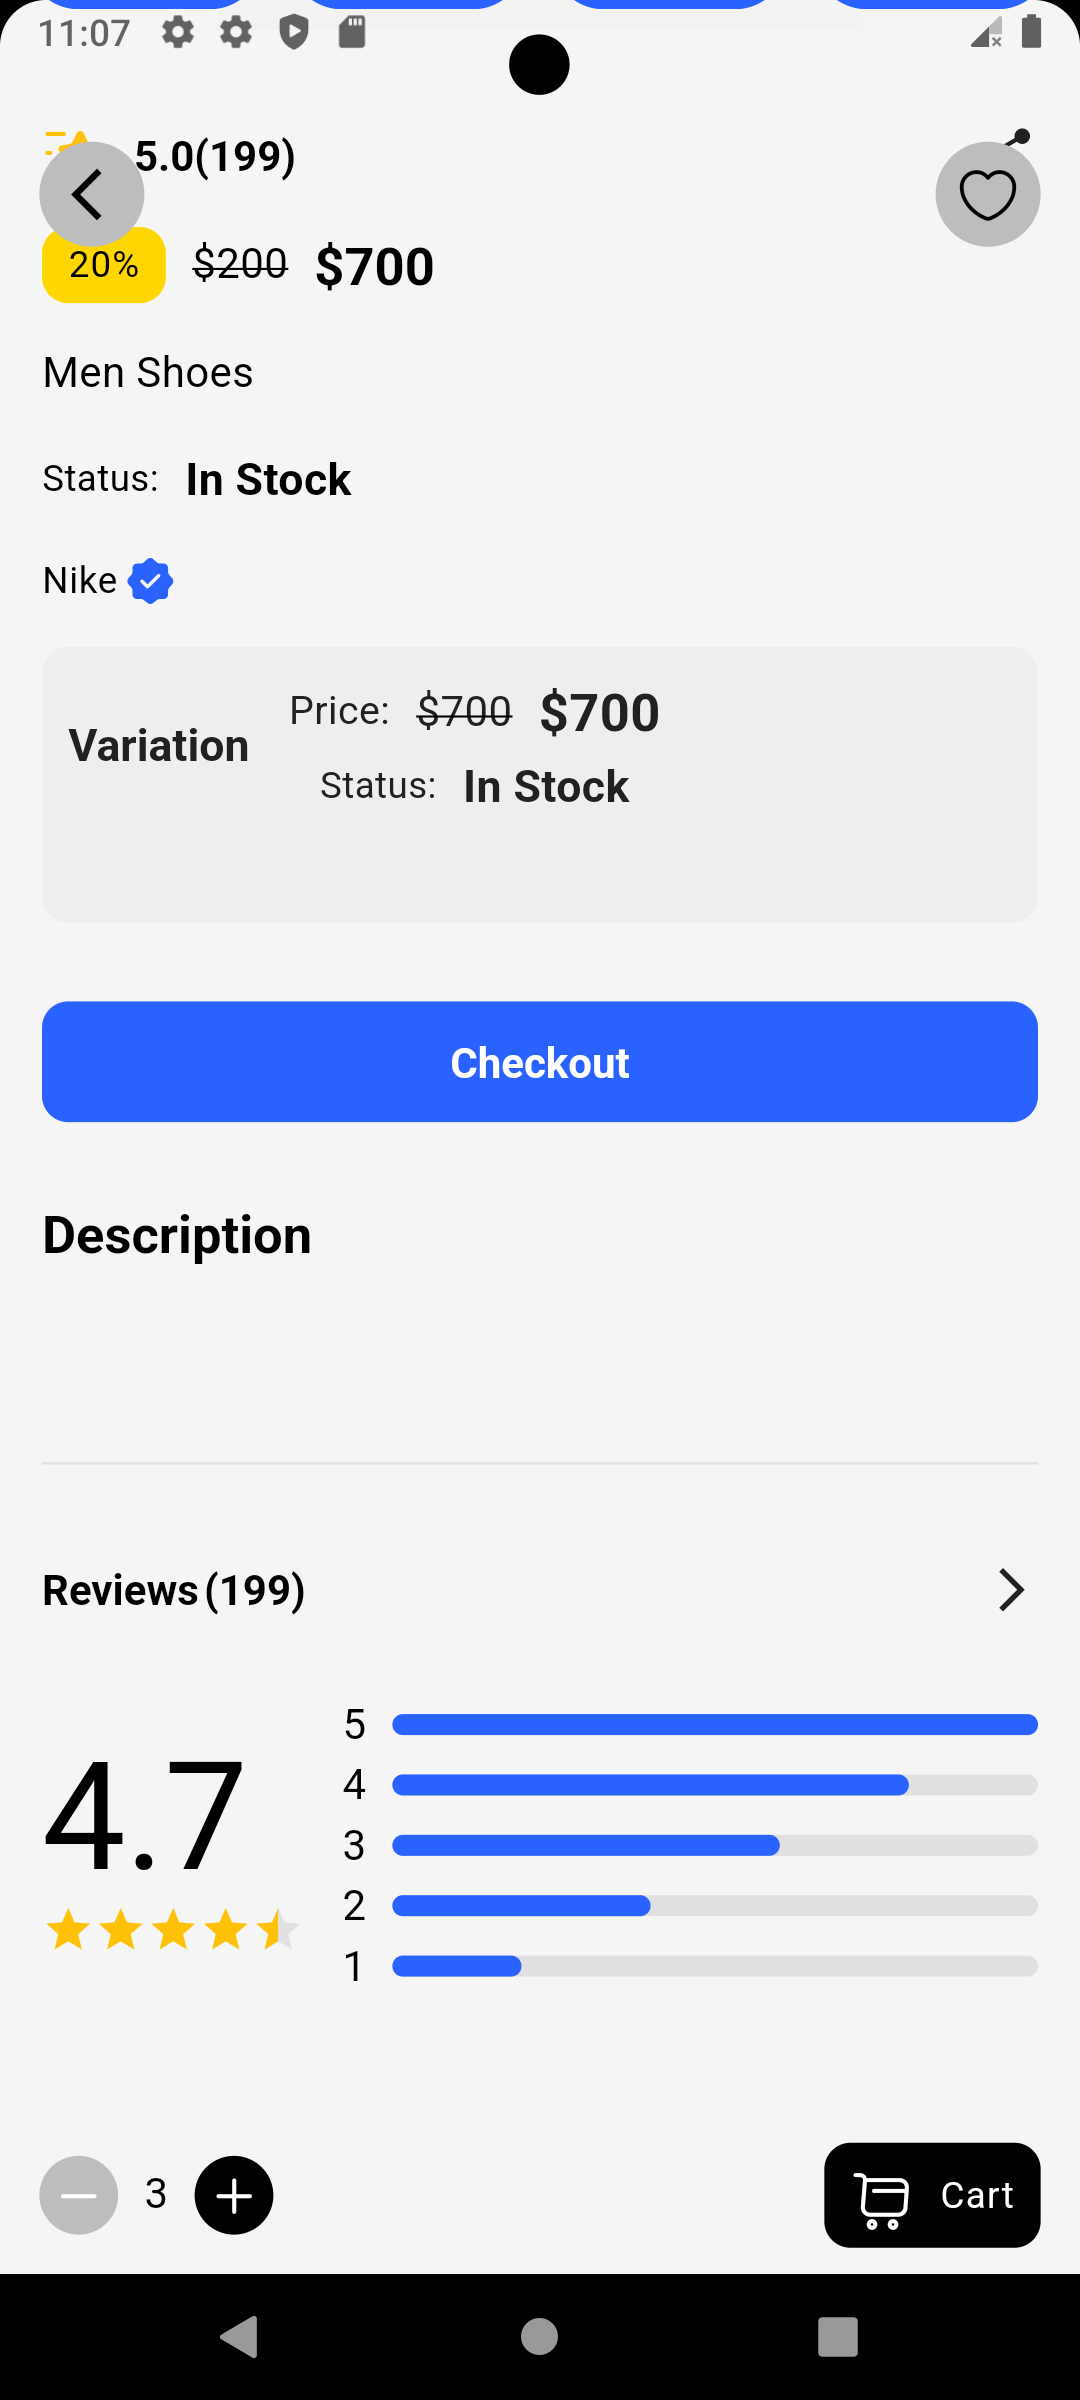 11:07
5.0(199)
20% $200 $700
Men Shoes
Status: In Stock
Nike
Price: $700 $700
Variation
Status: In Stock
Checkout
Description
Reviews (199)
5
4
3
2
1
4.7
3
Cart